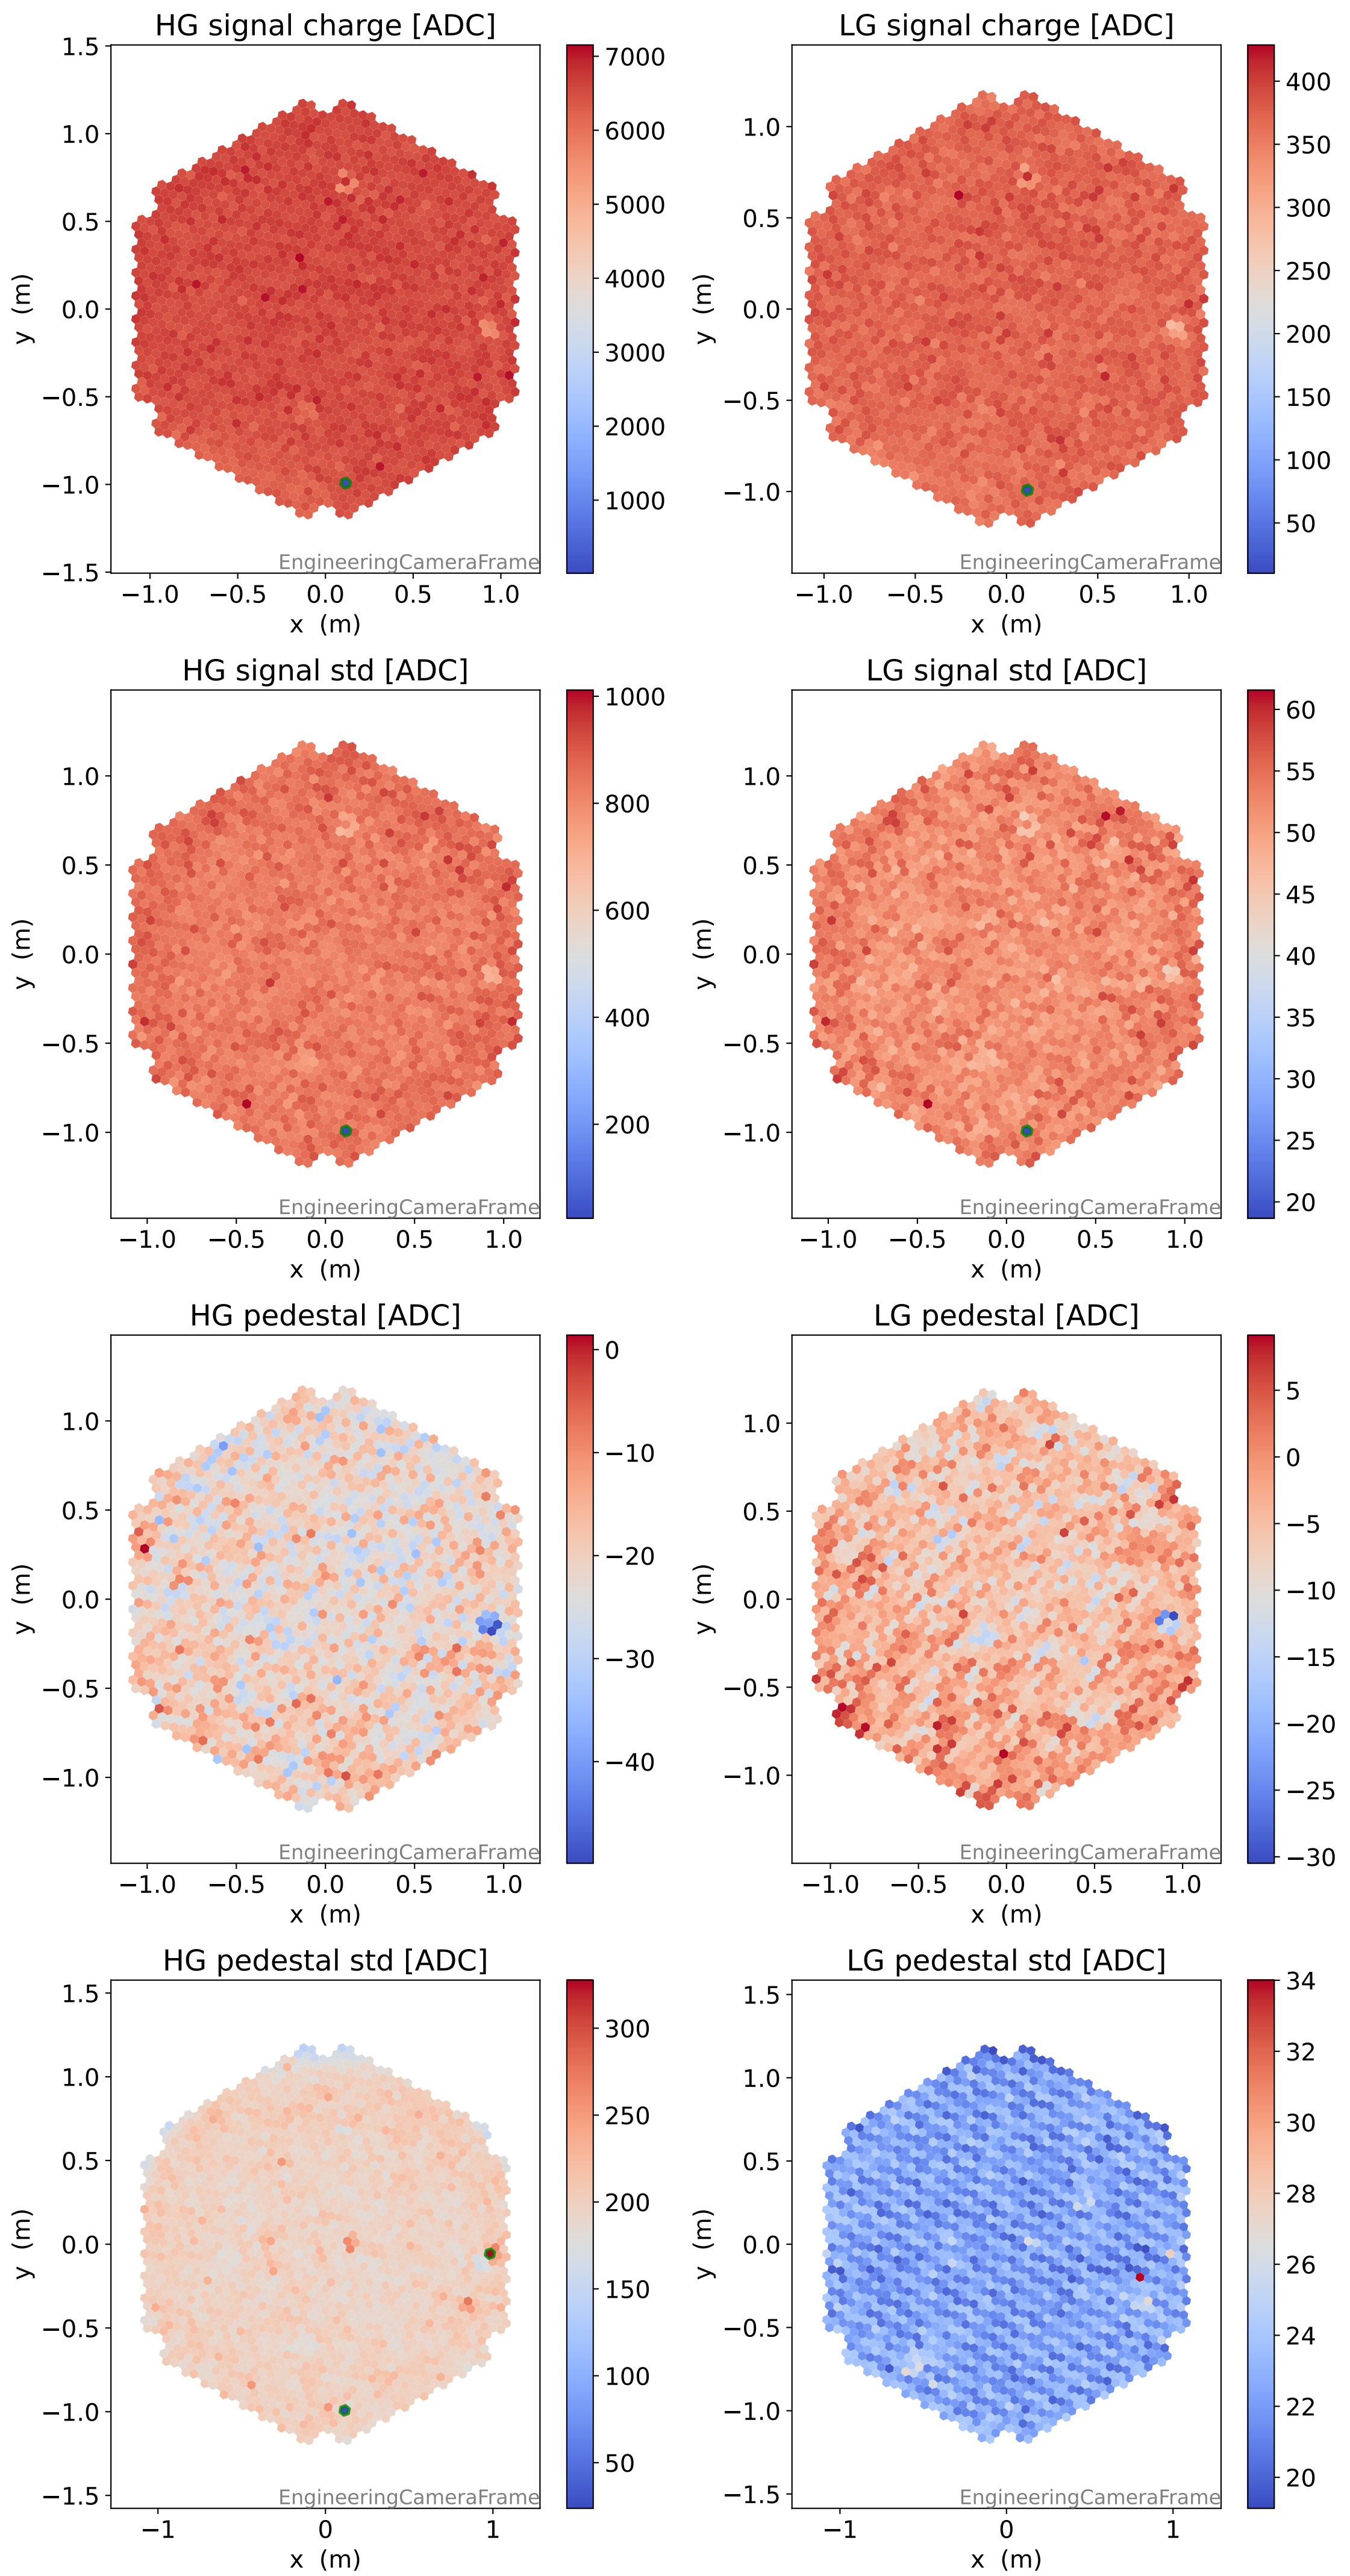 HG signal charge [ADC]
1.5
1.0
0.5
0.0
−0.5
−1.0
−1.5
y (m)
−1.0 −0.5 0.0 0.5 1.0
x (m)
EngineeringCameraFrame
7000
6000
5000
4000
3000
2000
1000
LG signal charge [ADC]
1.0
0.5
0.0
−0.5
−1.0
y (m)
−1.0 −0.5 0.0 0.5 1.0
x (m)
EngineeringCameraFrame
400
350
300
250
200
150
100
50
HG signal std [ADC]
1.0
0.5
0.0
−0.5
−1.0
y (m)
−1.0 −0.5 0.0 0.5 1.0
x (m)
EngineeringCameraFrame
1000
800
600
400
200
LG signal std [ADC]
1.0
0.5
0.0
−0.5
−1.0
y (m)
−1.0 −0.5 0.0 0.5 1.0
x (m)
EngineeringCameraFrame
60
55
50
45
40
35
30
25
20
HG pedestal [ADC]
1.0
0.5
0.0
−0.5
−1.0
y (m)
−1.0 −0.5 0.0 0.5 1.0
x (m)
EngineeringCameraFrame
0
−10
−20
−30
−40
LG pedestal [ADC]
1.0
0.5
0.0
−0.5
−1.0
y (m)
−1.0 −0.5 0.0 0.5 1.0
x (m)
EngineeringCameraFrame
5
0
−5
−10
−15
−20
−25
−30
HG pedestal std [ADC]
1.5
1.0
0.5
0.0
−0.5
−1.0
−1.5
y (m)
−1 0 1
x (m)
EngineeringCameraFrame
300
250
200
150
100
50
LG pedestal std [ADC]
1.5
1.0
0.5
0.0
−0.5
−1.0
−1.5
y (m)
−1 0 1
x (m)
EngineeringCameraFrame
34
32
30
28
26
24
22
20